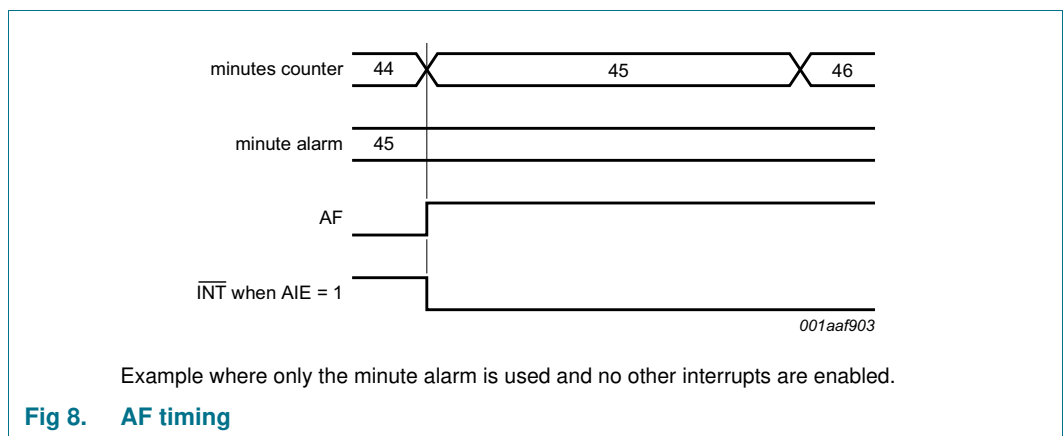 minutes counter 44 45 46
minute alarm 45
AF
INT when AIE = 1
001aaf903
Example where only the minute alarm is used and no other interrupts are enabled.
Fig 8. AF timing